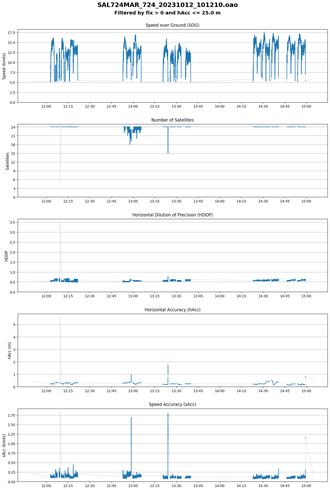 SAL724MAR_724_20231012_101210.oao
Filtered by fix > 0 and hAcc <= 25.0 m
Speed over Ground (SOG)
Speed (knots)
17.5
15.0
12.5
10.0
7.5
5.0
2.5
0.0
12:00 12:15 12:30 12:45 13:00 13:15 13:30 13:45 14:00 14:15 14:30 14:45 15:00
Number of Satellites
Satellites
24
21
18
15
12
9
6
3
0
12:00 12:15 12:30 12:45 13:00 13:15 13:30 13:45 14:00 14:15 14:30 14:45 15:00
Horizontal Dilution of Precision (HDOP)
HDOP
3.5
3.0
2.5
2.0
1.5
1.0
0.5
0.0
12:00 12:15 12:30 12:45 13:00 13:15 13:30 13:45 14:00 14:15 14:30 14:45 15:00
Horizontal Accuracy (hAcc)
hAcc (m)
5
4
3
2
1
0
12:00 12:15 12:30 12:45 13:00 13:15 13:30 13:45 14:00 14:15 14:30 14:45 15:00
Speed Accuracy (sAcc)
sAcc (knots)
1.75
1.50
1.25
1.00
0.75
0.50
0.25
0.00
12:00 12:15 12:30 12:45 13:00 13:15 13:30 13:45 14:00 14:15 14:30 14:45 15:00